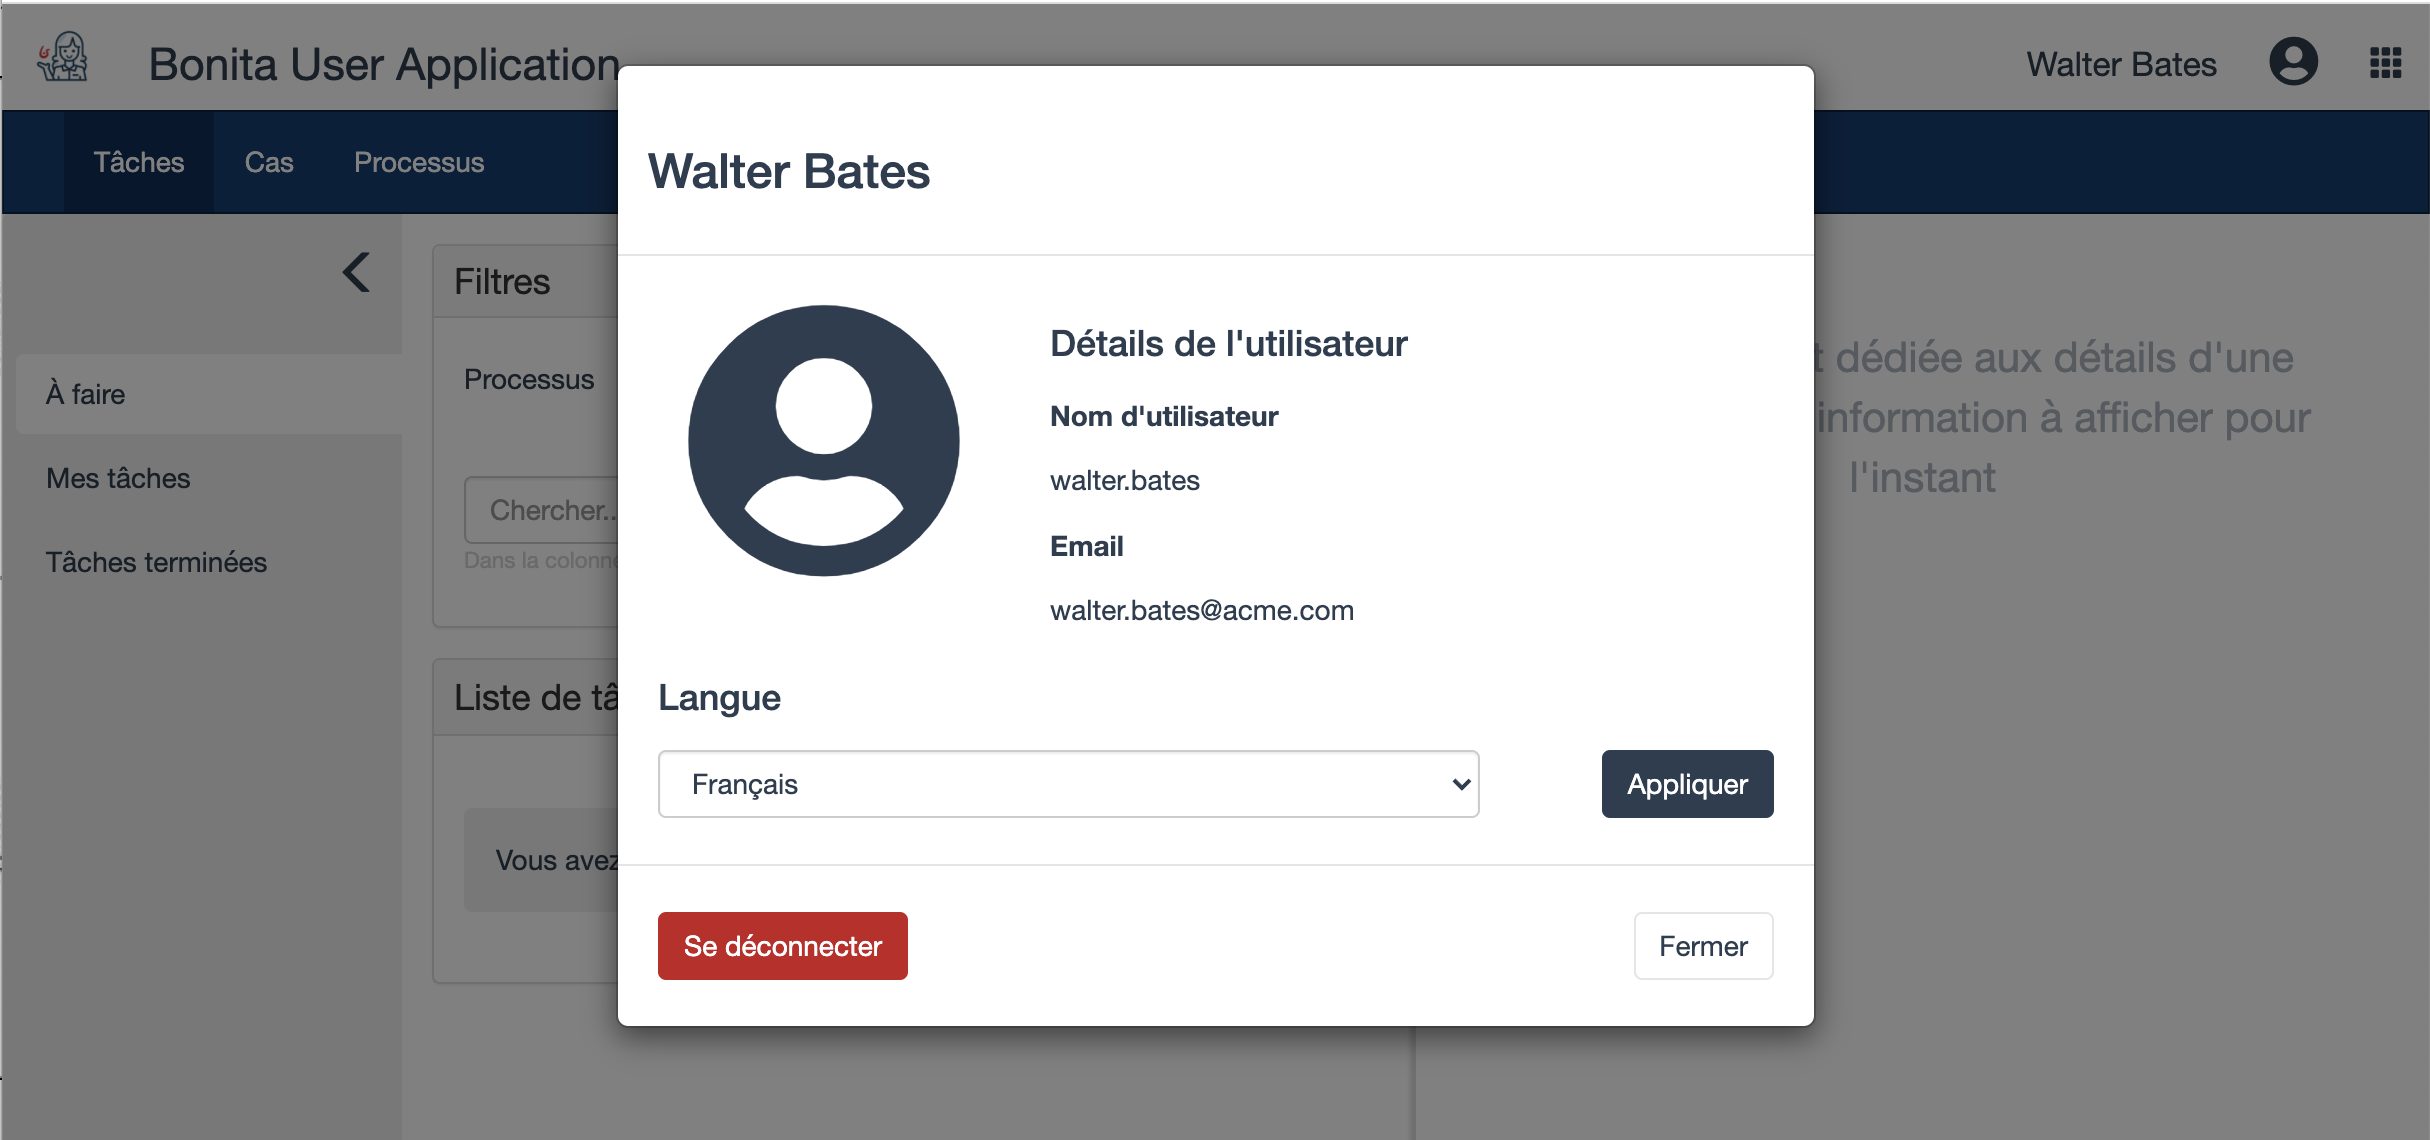 Bonita User Application
Walter Bates
Tâches
Cas
Processus
À faire
Mes tâches
Tâches terminées
Filtres
Processus
Chercher..
Dans la colonne
Liste de tâ
Vous avez
Walter Bates
Détails de l'utilisateur
Nom d'utilisateur
walter.bates
Email
walter.bates@acme.com
Langue
Français
Appliquer
Se déconnecter
Fermer
t dédiée aux détails d'une
information à afficher pour
l'instant